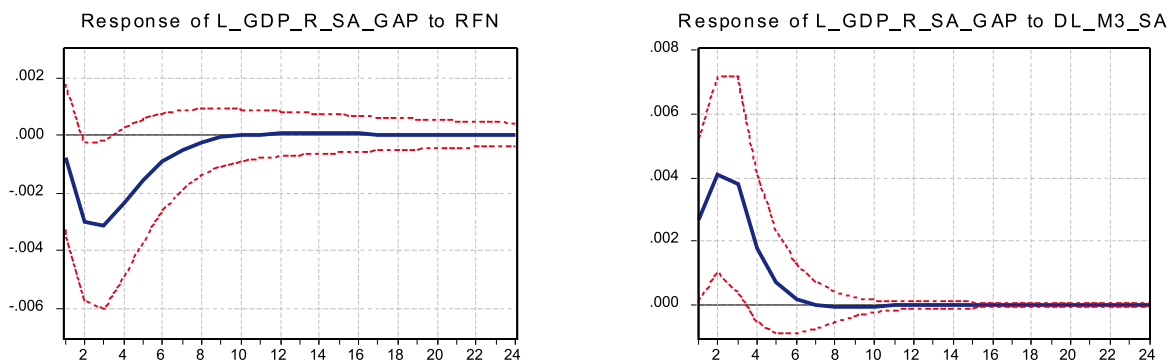 Response of L_GDP_R_SA_GAP to RFN
.002
.000
-.002
-.004
-.006
2 4 6 8 10 12 14 16 18 20 22 24
Response of L_GDP_R_SA_GAP to DL_M3_SA
.008
.006
.004
.002
.000
2 4 6 8 10 12 14 16 18 20 22 24